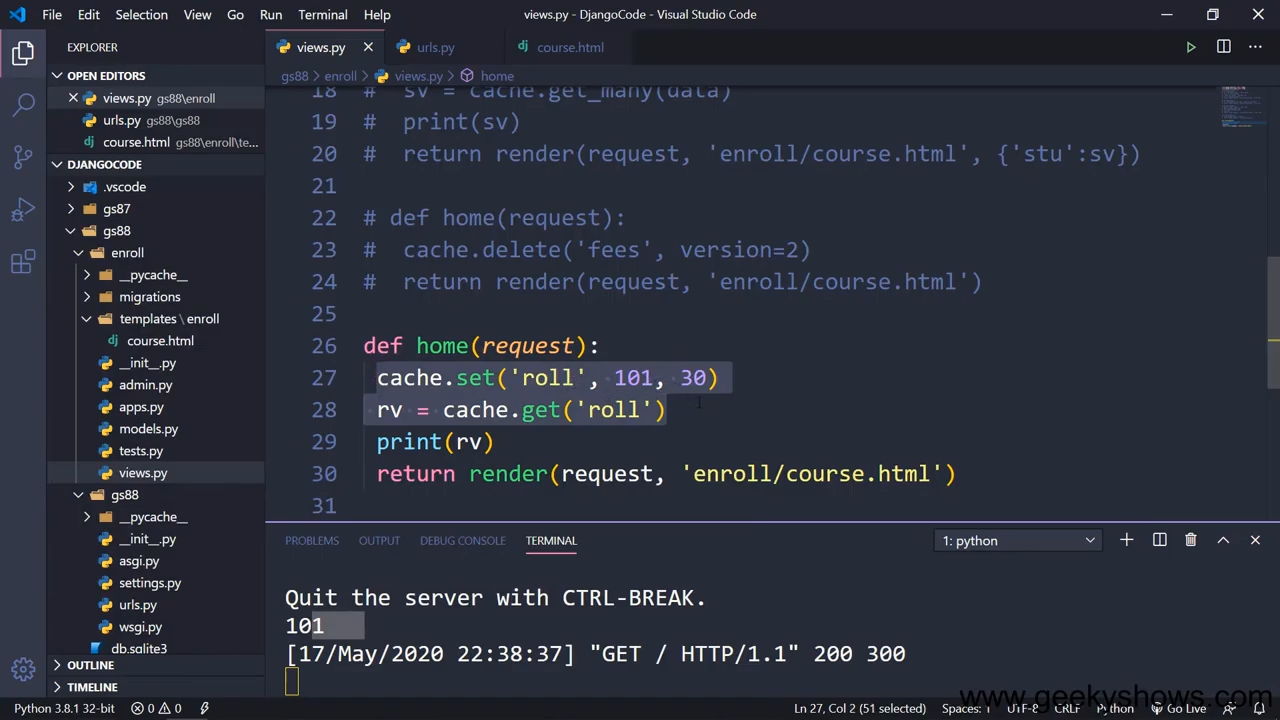 File Edit Selection View Go Run Terminal Help views.py - DjangoCode - Visual Studio Code
EXPLORER
OPEN EDITORS
views.py gs88\enroll
urls.py gs88\gs88
course.html gs88\enroll\te...
DJANGOCODE
.vscode
gs87
gs88
enroll
__pycache__
migrations
templates \ enroll
course.html
__init__.py
admin.py
apps.py
models.py
tests.py
views.py
gs88
__pycache__
__init__.py
asgi.py
settings.py
urls.py
wsgi.py
db.sqlite3
OUTLINE
TIMELINE
views.py urls.py course.html
gs88 > enroll > views.py > home
18 # sv = cache.get_many(data)
19 # print(sv)
20 # return render(request, 'enroll/course.html', {'stu':sv})
21
22 # def home(request):
23 # cache.delete('fees', version=2)
24 # return render(request, 'enroll/course.html')
25
26 def home(request):
27 cache.set('roll', 101, 30)
28 rv = cache.get('roll')
29 print(rv)
30 return render(request, 'enroll/course.html')
31
PROBLEMS OUTPUT DEBUG CONSOLE TERMINAL 1: python
Quit the server with CTRL-BREAK.
101
[17/May/2020 22:38:37] "GET / HTTP/1.1" 200 300
www.geekyshows.com
Python 3.8.1 32-bit 0 0 Ln 27, Col 2 (51 selected) Spaces: 1 UTF-8 CRLF Python Go Live